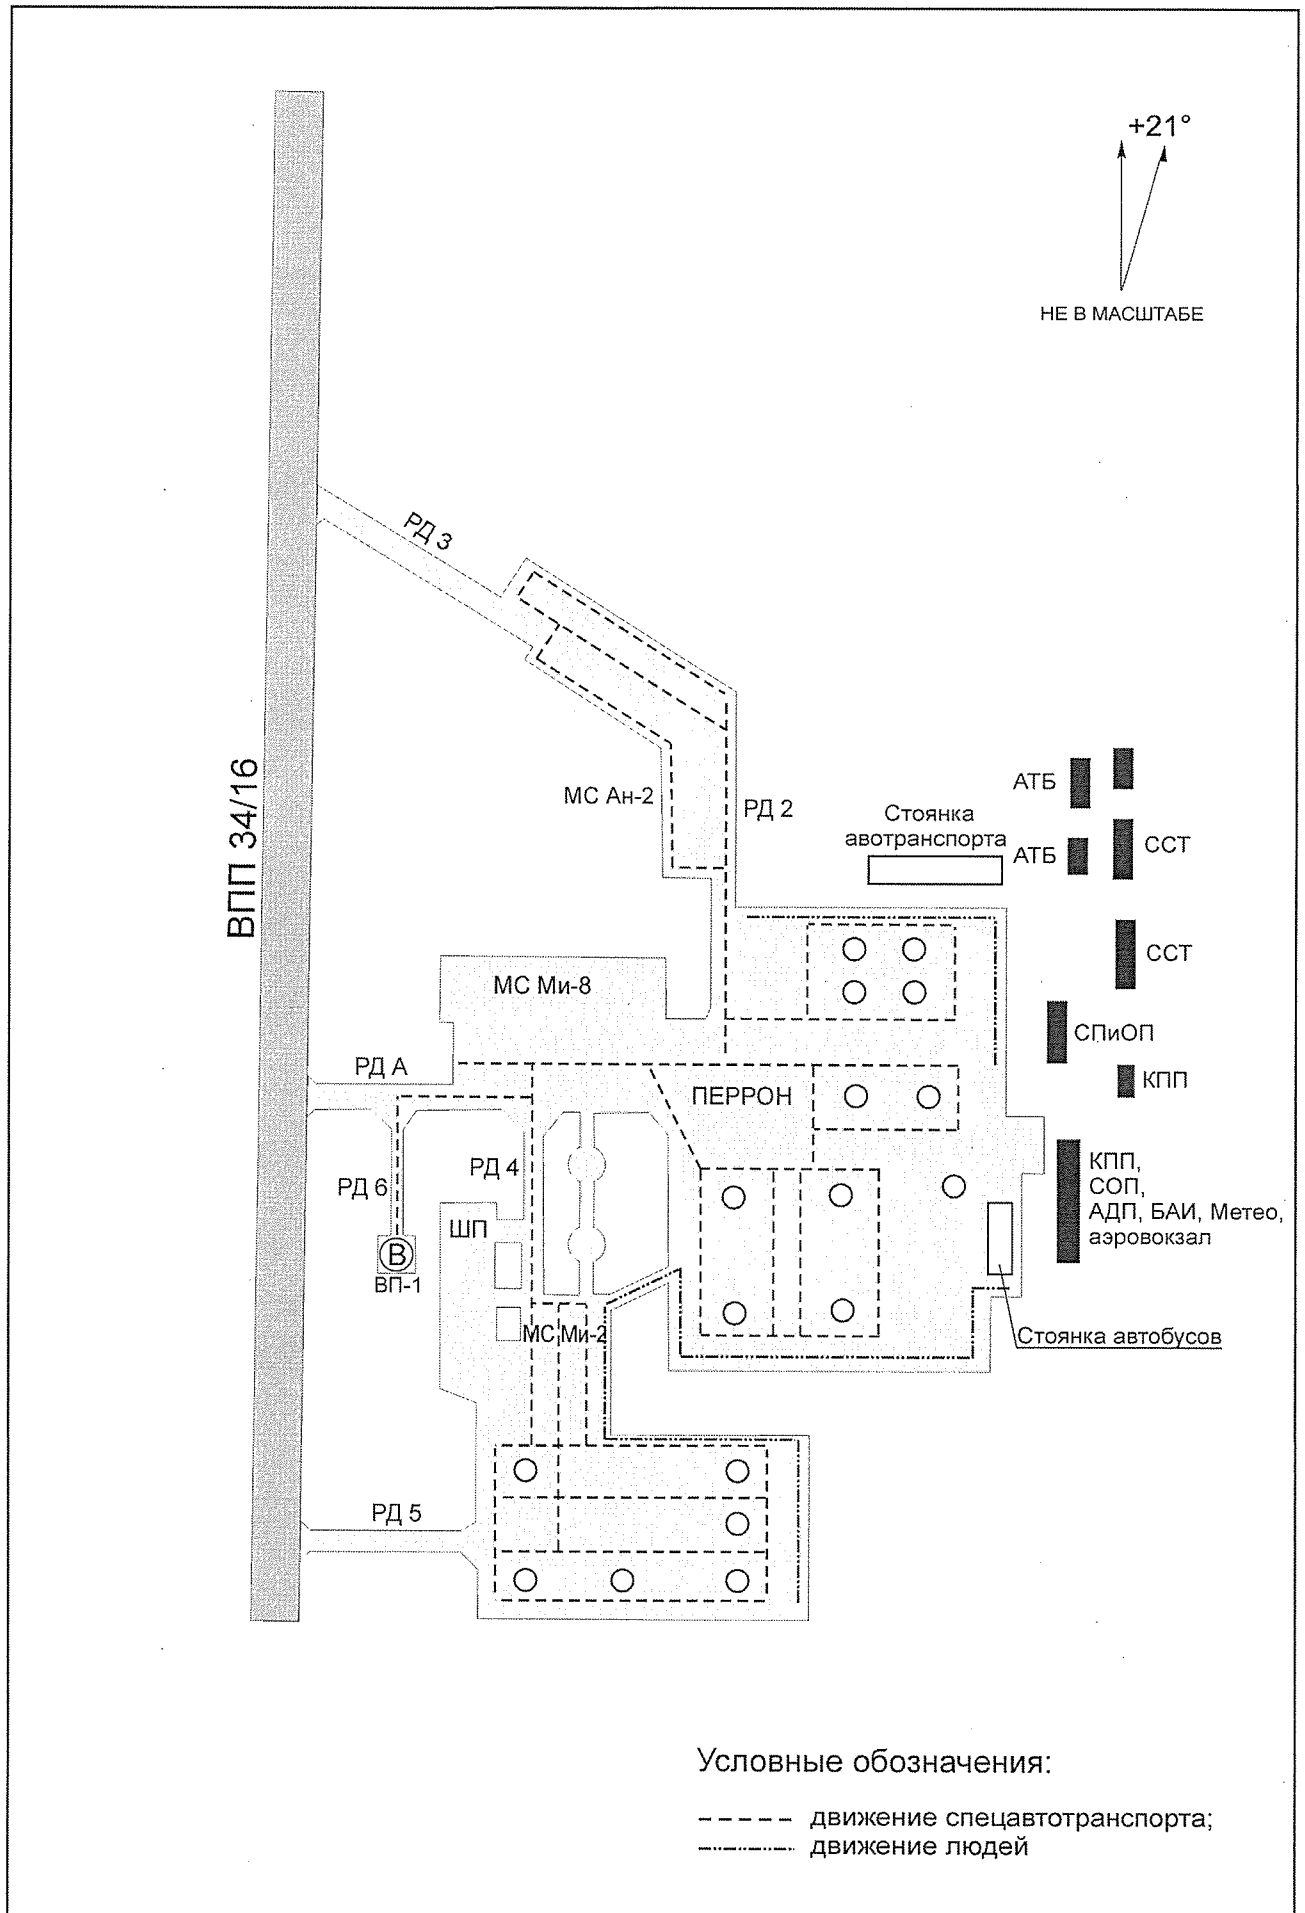 +21°
НЕ В МАСШТАБЕ
РД 3
ВПП 34/16
МС Ан-2
РД 2
Стоянка
авотранспорта
АТБ
АТБ
ССТ
ССТ
МС Ми-8
СПиОП
КПП
РД А
ПЕРРОН
РД 4
РД 6
ШП
В
ВП-1
КПП,
СОП,
АДП, БАИ, Метео,
аэровокзал
МС Ми-2
Стоянка автобусов
РД 5
Условные обозначения:
движение спецавтотранспорта;
движение людей